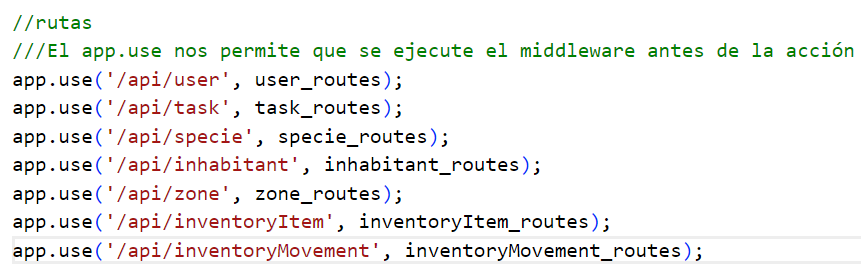 //rutas
///El app.use nos permite que se ejecute el middleware antes de la acción
app.use('/api/user', user_routes);
app.use('/api/task', task_routes);
app.use('/api/specie', specie_routes);
app.use('/api/inhabitant', inhabitant_routes);
app.use('/api/zone', zone_routes);
app.use('/api/inventoryItem', inventoryItem_routes);
app.use('/api/inventoryMovement', inventoryMovement_routes);